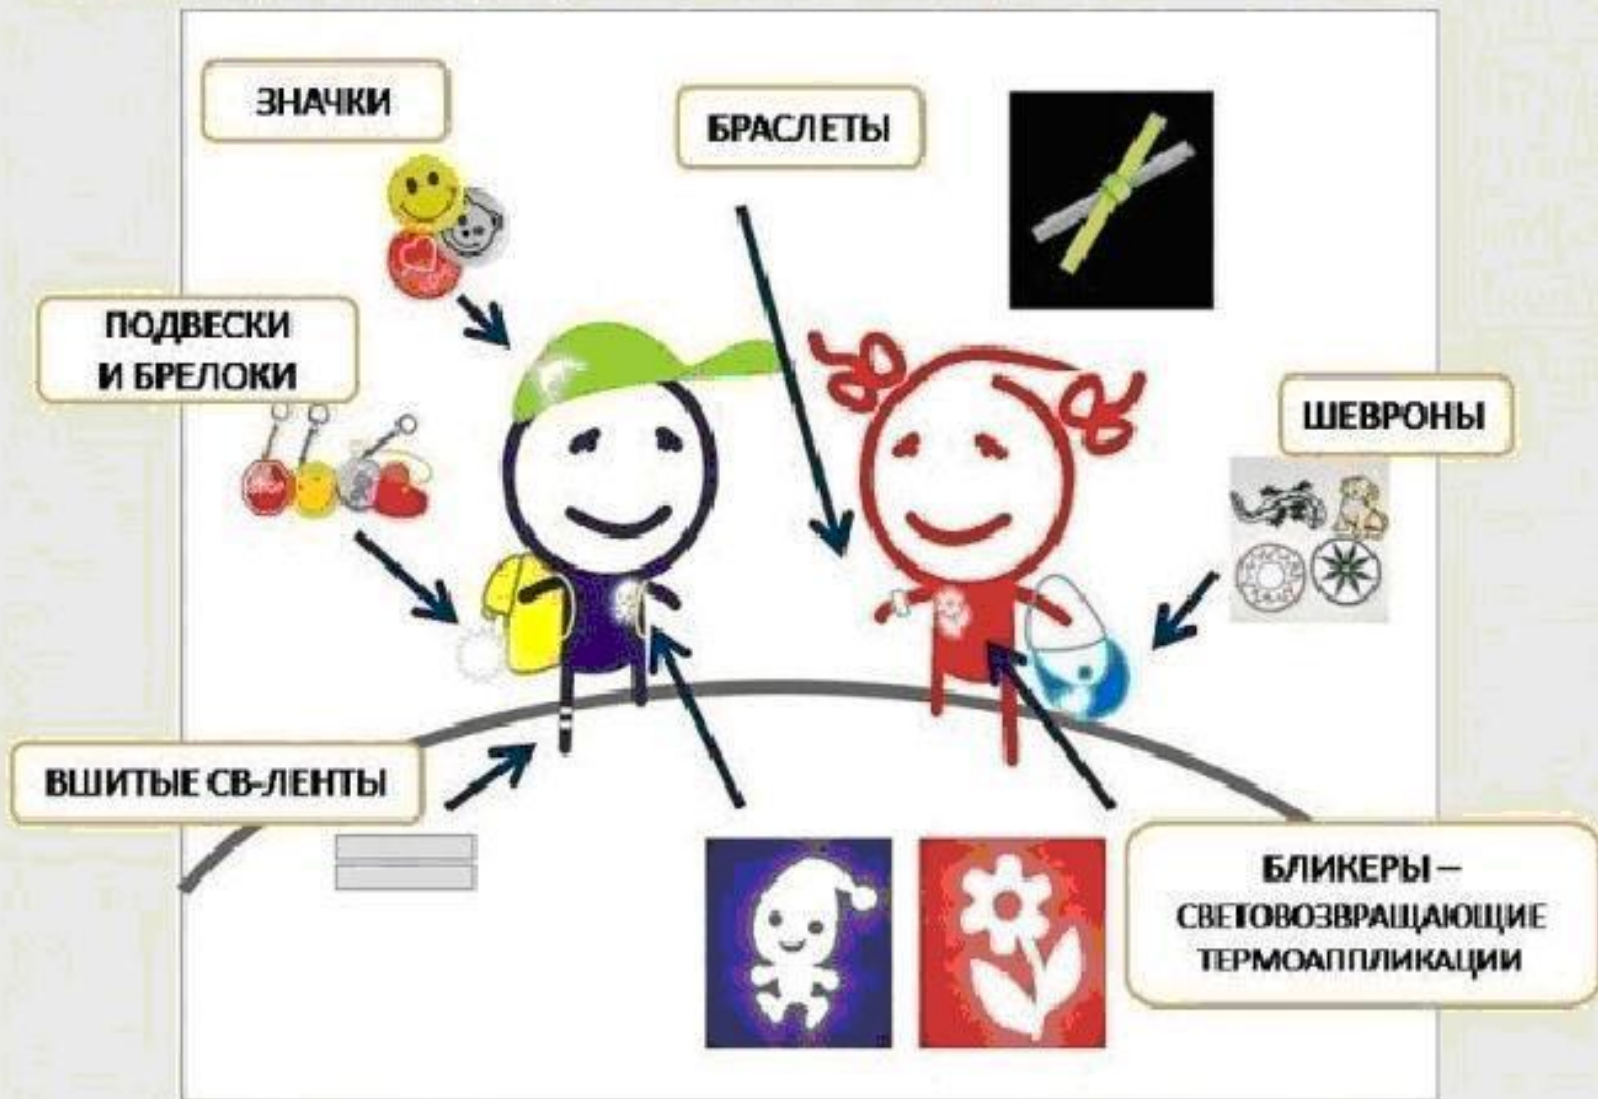 ЗНАЧКИ
БРАСЛЕТЫ
ПОДВЕСКИ
И БРЕЛОКИ
ШЕВРОНЫ
ВШИТЫЕ СВ-ЛЕНТЫ
БЛИКЕРЫ –
СВЕТОВОЗВРАЩАЮЩИЕ
ТЕРМОАППЛИКАЦИИ